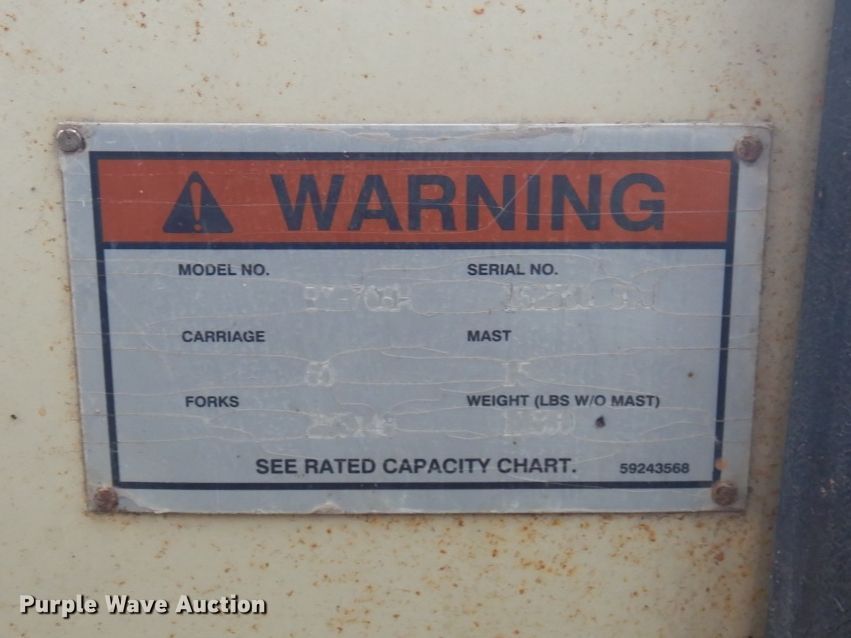 WARNING
MODEL NO. SERIAL NO.
CARRIAGE MAST
15
FORKS WEIGHT (LBS W/O MAST)
SEE RATED CAPACITY CHART. 59243568
Purple Wave Auction